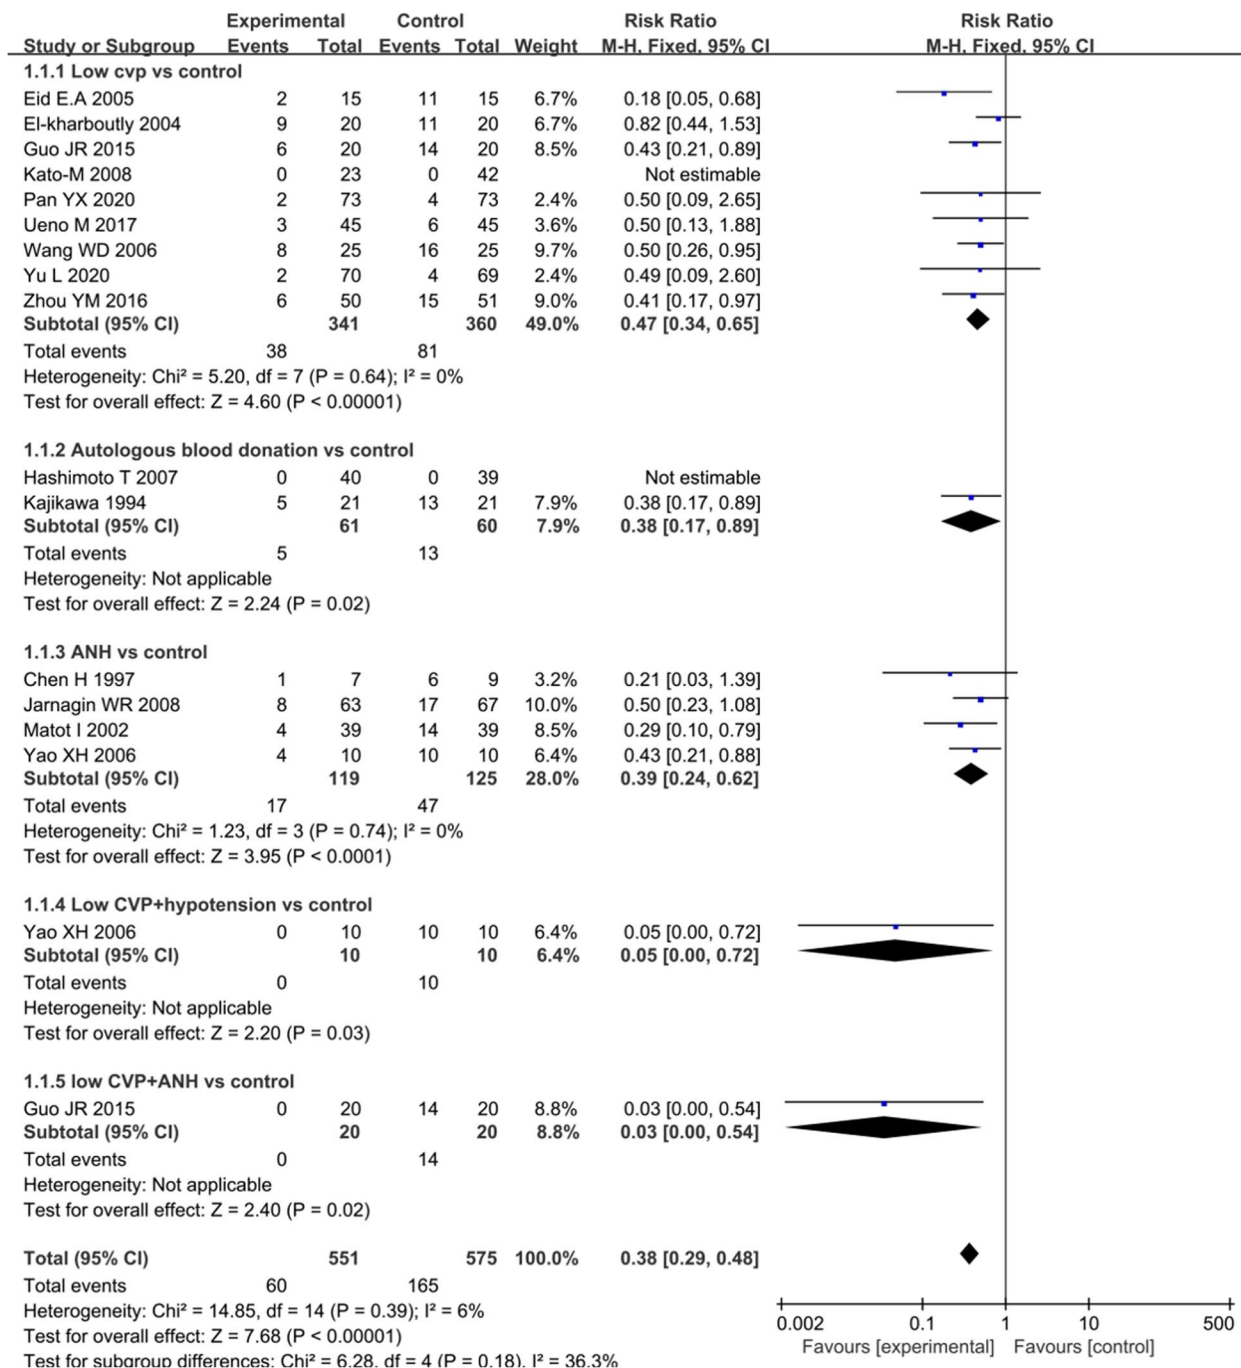 Experimental Control Risk Ratio Risk Ratio
Study or Subgroup Events Total Events Total Weight M-H, Fixed, 95% CI M-H, Fixed, 95% CI
1.1.1 Low cvp vs control
Eid E.A 2005 2 15 11 15 6.7% 0.18 [0.05, 0.68]
El-kharboutly 2004 9 20 11 20 6.7% 0.82 [0.44, 1.53]
Guo JR 2015 6 20 14 20 8.5% 0.43 [0.21, 0.89]
Kato-M 2008 0 23 0 42 Not estimable
Pan YX 2020 2 73 4 73 2.4% 0.50 [0.09, 2.65]
Ueno M 2017 3 45 6 45 3.6% 0.50 [0.13, 1.88]
Wang WD 2006 8 25 16 25 9.7% 0.50 [0.26, 0.95]
Yu L 2020 2 70 4 69 2.4% 0.49 [0.09, 2.60]
Zhou YM 2016 6 50 15 51 9.0% 0.41 [0.17, 0.97]
Subtotal (95% CI) 341 360 49.0% 0.47 [0.34, 0.65]
Total events 38 81
Heterogeneity: Chi² = 5.20, df = 7 (P = 0.64); I² = 0%
Test for overall effect: Z = 4.60 (P < 0.00001)
1.1.2 Autologous blood donation vs control
Hashimoto T 2007 0 40 0 39 Not estimable
Kajikawa 1994 5 21 13 21 7.9% 0.38 [0.17, 0.89]
Subtotal (95% CI) 61 60 7.9% 0.38 [0.17, 0.89]
Total events 5 13
Heterogeneity: Not applicable
Test for overall effect: Z = 2.24 (P = 0.02)
1.1.3 ANH vs control
Chen H 1997 1 7 6 9 3.2% 0.21 [0.03, 1.39]
Jarnagin WR 2008 8 63 17 67 10.0% 0.50 [0.23, 1.08]
Matot I 2002 4 39 14 39 8.5% 0.29 [0.10, 0.79]
Yao XH 2006 4 10 10 10 6.4% 0.43 [0.21, 0.88]
Subtotal (95% CI) 119 125 28.0% 0.39 [0.24, 0.62]
Total events 17 47
Heterogeneity: Chi² = 1.23, df = 3 (P = 0.74); I² = 0%
Test for overall effect: Z = 3.95 (P < 0.0001)
1.1.4 Low CVP+hypotension vs control
Yao XH 2006 0 10 10 10 6.4% 0.05 [0.00, 0.72]
Subtotal (95% CI) 10 10 6.4% 0.05 [0.00, 0.72]
Total events 0 10
Heterogeneity: Not applicable
Test for overall effect: Z = 2.20 (P = 0.03)
1.1.5 low CVP+ANH vs control
Guo JR 2015 0 20 14 20 8.8% 0.03 [0.00, 0.54]
Subtotal (95% CI) 20 20 8.8% 0.03 [0.00, 0.54]
Total events 0 14
Heterogeneity: Not applicable
Test for overall effect: Z = 2.40 (P = 0.02)
Total (95% CI) 551 575 100.0% 0.38 [0.29, 0.48]
Total events 60 165
Heterogeneity: Chi² = 14.85, df = 14 (P = 0.39); I² = 6%
Test for overall effect: Z = 7.68 (P < 0.00001)
Test for subgroup differences: Chi² = 6.28, df = 4 (P = 0.18), I² = 36.3%
0.002 0.1 1 10 500
Favours [experimental] Favours [control]